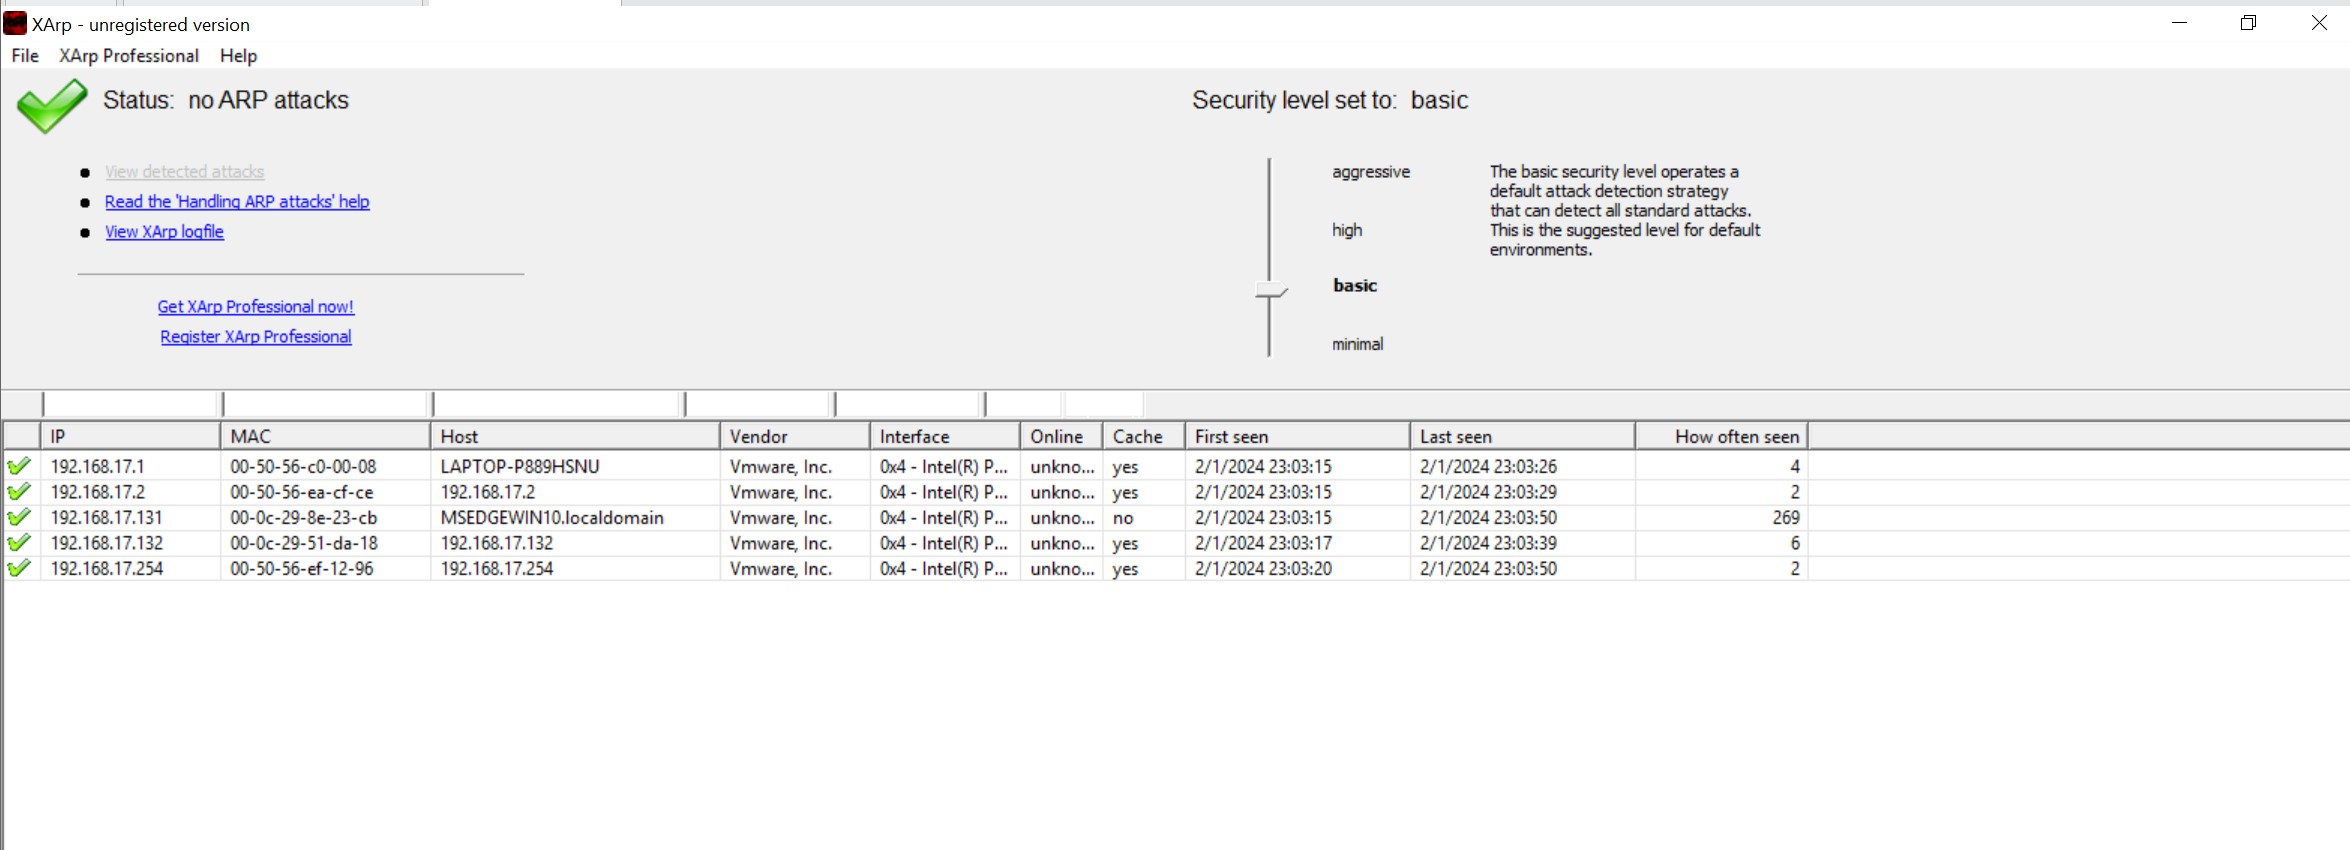 XArp - unregistered version
File XArp Professional Help
Status: no ARP attacks
View detected attacks
Read the 'Handling ARP attacks' help
View XArp logfile
Get XArp Professional now!
Register XArp Professional
Security level set to: basic
aggressive
high
basic
minimal
The basic security level operates a
default attack detection strategy
that can detect all standard attacks.
This is the suggested level for default
environments.
IP MAC Host Vendor Interface Online Cache First seen Last seen How often seen
192.168.17.1 00-50-56-c0-00-08 LAPTOP-P889HSNU Vmware, Inc. 0x4 - Intel(R) P... unkno... yes 2/1/2024 23:03:15 2/1/2024 23:03:26 4
192.168.17.2 00-50-56-ea-cf-ce 192.168.17.2 Vmware, Inc. 0x4 - Intel(R) P... unkno... yes 2/1/2024 23:03:15 2/1/2024 23:03:29 2
192.168.17.131 00-0c-29-8e-23-cb MSEDGEWIN10.localdomain Vmware, Inc. 0x4 - Intel(R) P... unkno... no 2/1/2024 23:03:15 2/1/2024 23:03:50 269
192.168.17.132 00-0c-29-51-da-18 192.168.17.132 Vmware, Inc. 0x4 - Intel(R) P... unkno... yes 2/1/2024 23:03:17 2/1/2024 23:03:39 6
192.168.17.254 00-50-56-ef-12-96 192.168.17.254 Vmware, Inc. 0x4 - Intel(R) P... unkno... yes 2/1/2024 23:03:20 2/1/2024 23:03:50 2